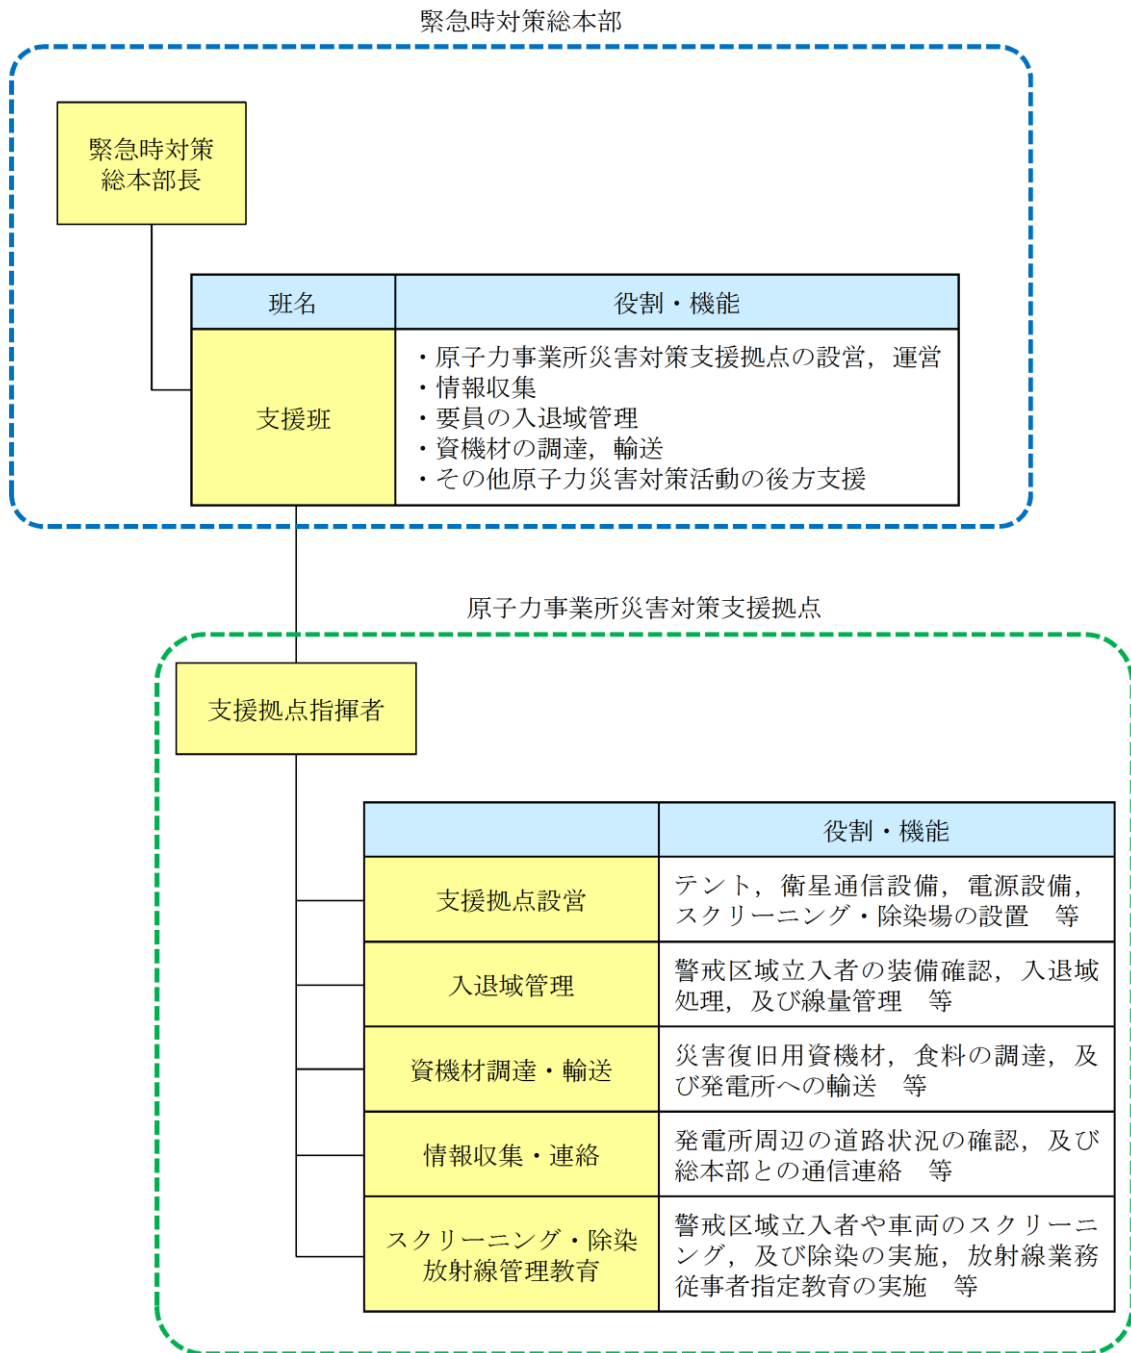 緊急時対策総本部
緊急時対策
総本部長
班名
役割・機能
支援班
・原子力事業所災害対策支援拠点の設営，運営
・情報収集
・要員の入退域管理
・資機材の調達，輸送
・その他原子力災害対策活動の後方支援
原子力事業所災害対策支援拠点
支援拠点指揮者
役割・機能
支援拠点設営
テント，衛星通信設備，電源設備，
スクリーニング・除染場の設置　等
入退域管理
警戒区域立入者の装備確認，入退域
処理，及び線量管理　等
資機材調達・輸送
災害復旧用資機材，食料の調達，及
び発電所への輸送　等
情報収集・連絡
発電所周辺の道路状況の確認，及び
総本部との通信連絡　等
スクリーニング・除染
放射線管理教育
警戒区域立入者や車両のスクリーニ
ング，及び除染の実施，放射線業務
従事者指定教育の実施　等